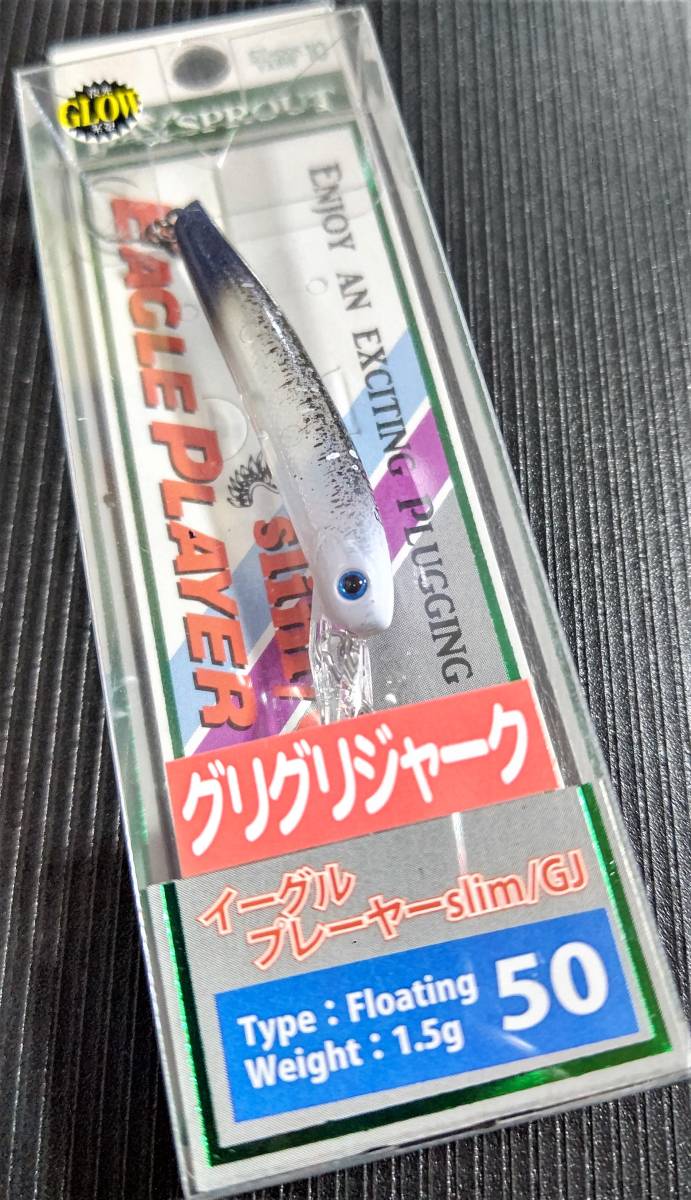 GLOW
SPROUT
ENJOY AN EXCITING PLUGGING
EAGLE PLAYER
slim
グリグリジャーク
イーグル
プレーヤーslim/GJ
Type：Floating
Weight：1.5g
50